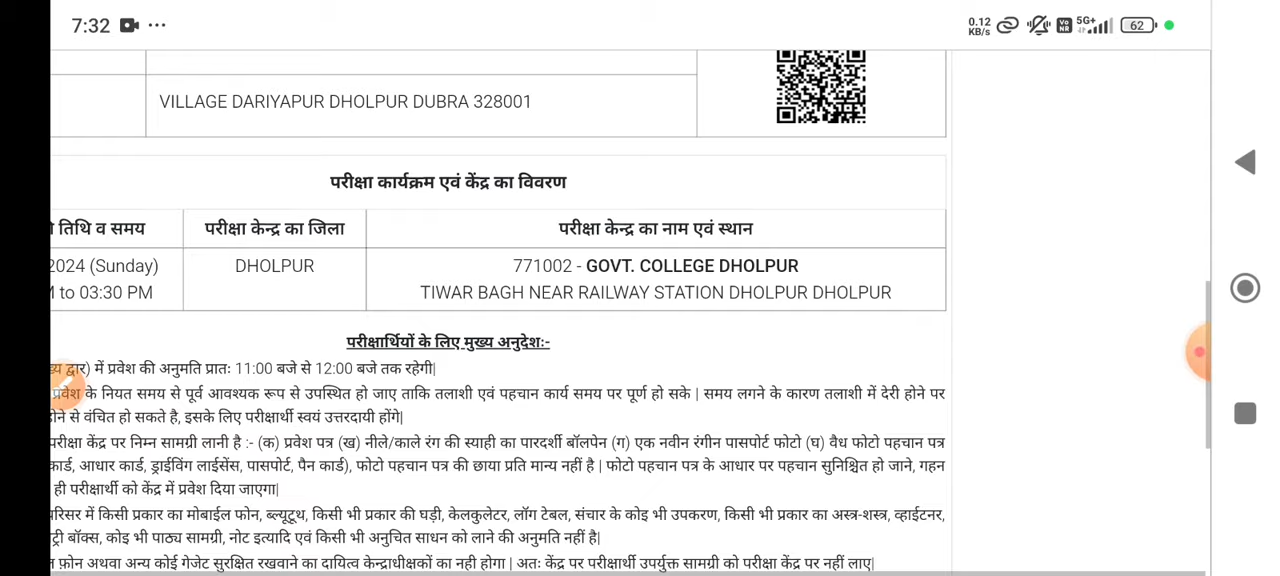 7:32
0.12 KB/s
Vo NR
5G+
62
VILLAGE DARIYAPUR DHOLPUR DUBRA 328001
परीक्षा कार्यक्रम एवं केंद्र का विवरण
तिथि व समय परीक्षा केन्द्र का जिला परीक्षा केन्द्र का नाम एवं स्थान
2024 (Sunday) DHOLPUR 771002 - GOVT. COLLEGE DHOLPUR
to 03:30 PM TIWAR BAGH NEAR RAILWAY STATION DHOLPUR DHOLPUR
परीक्षार्थियों के लिए मुख्य अनुदेशः-
द्वार) में प्रवेश की अनुमति प्रातः 11:00 बजे से 12:00 बजे तक रहेगी|
प्रवेश के नियत समय से पूर्व आवश्यक रूप से उपस्थित हो जाए ताकि तलाशी एवं पहचान कार्य समय पर पूर्ण हो सके | समय लगने के कारण तलाशी में देरी होने पर
होने से वंचित हो सकते है, इसके लिए परीक्षार्थी स्वयं उत्तरदायी होंगे|
परीक्षा केंद्र पर निम्न सामग्री लानी है :- (क) प्रवेश पत्र (ख) नीले/काले रंग की स्याही का पारदर्शी बॉलपेन (ग) एक नवीन रंगीन पासपोर्ट फोटो (घ) वैध फोटो पहचान पत्र
कार्ड, आधार कार्ड, ड्राईविंग लाईसेंस, पासपोर्ट, पैन कार्ड), फोटो पहचान पत्र की छाया प्रति मान्य नहीं है | फोटो पहचान पत्र के आधार पर पहचान सुनिश्चित हो जाने, गहन
ही परीक्षार्थी को केंद्र में प्रवेश दिया जाएगा|
परिसर में किसी प्रकार का मोबाईल फोन, ब्ल्यूटूथ, किसी भी प्रकार की घड़ी, केलकुलेटर, लॉग टेबल, संचार के कोइ भी उपकरण, किसी भी प्रकार का अस्त्र-शस्त्र, व्हाईटनर,
बॉक्स, कोइ भी पाठ्य सामग्री, नोट इत्यादि एवं किसी भी अनुचित साधन को लाने की अनुमति नहीं है|
फ़ोन अथवा अन्य कोई गेजेट सुरक्षित रखवाने का दायित्व केन्द्राधीक्षकों का नही होगा | अतः केंद्र पर परीक्षार्थी उपर्युक्त सामग्री को परीक्षा केंद्र पर नहीं लाए|